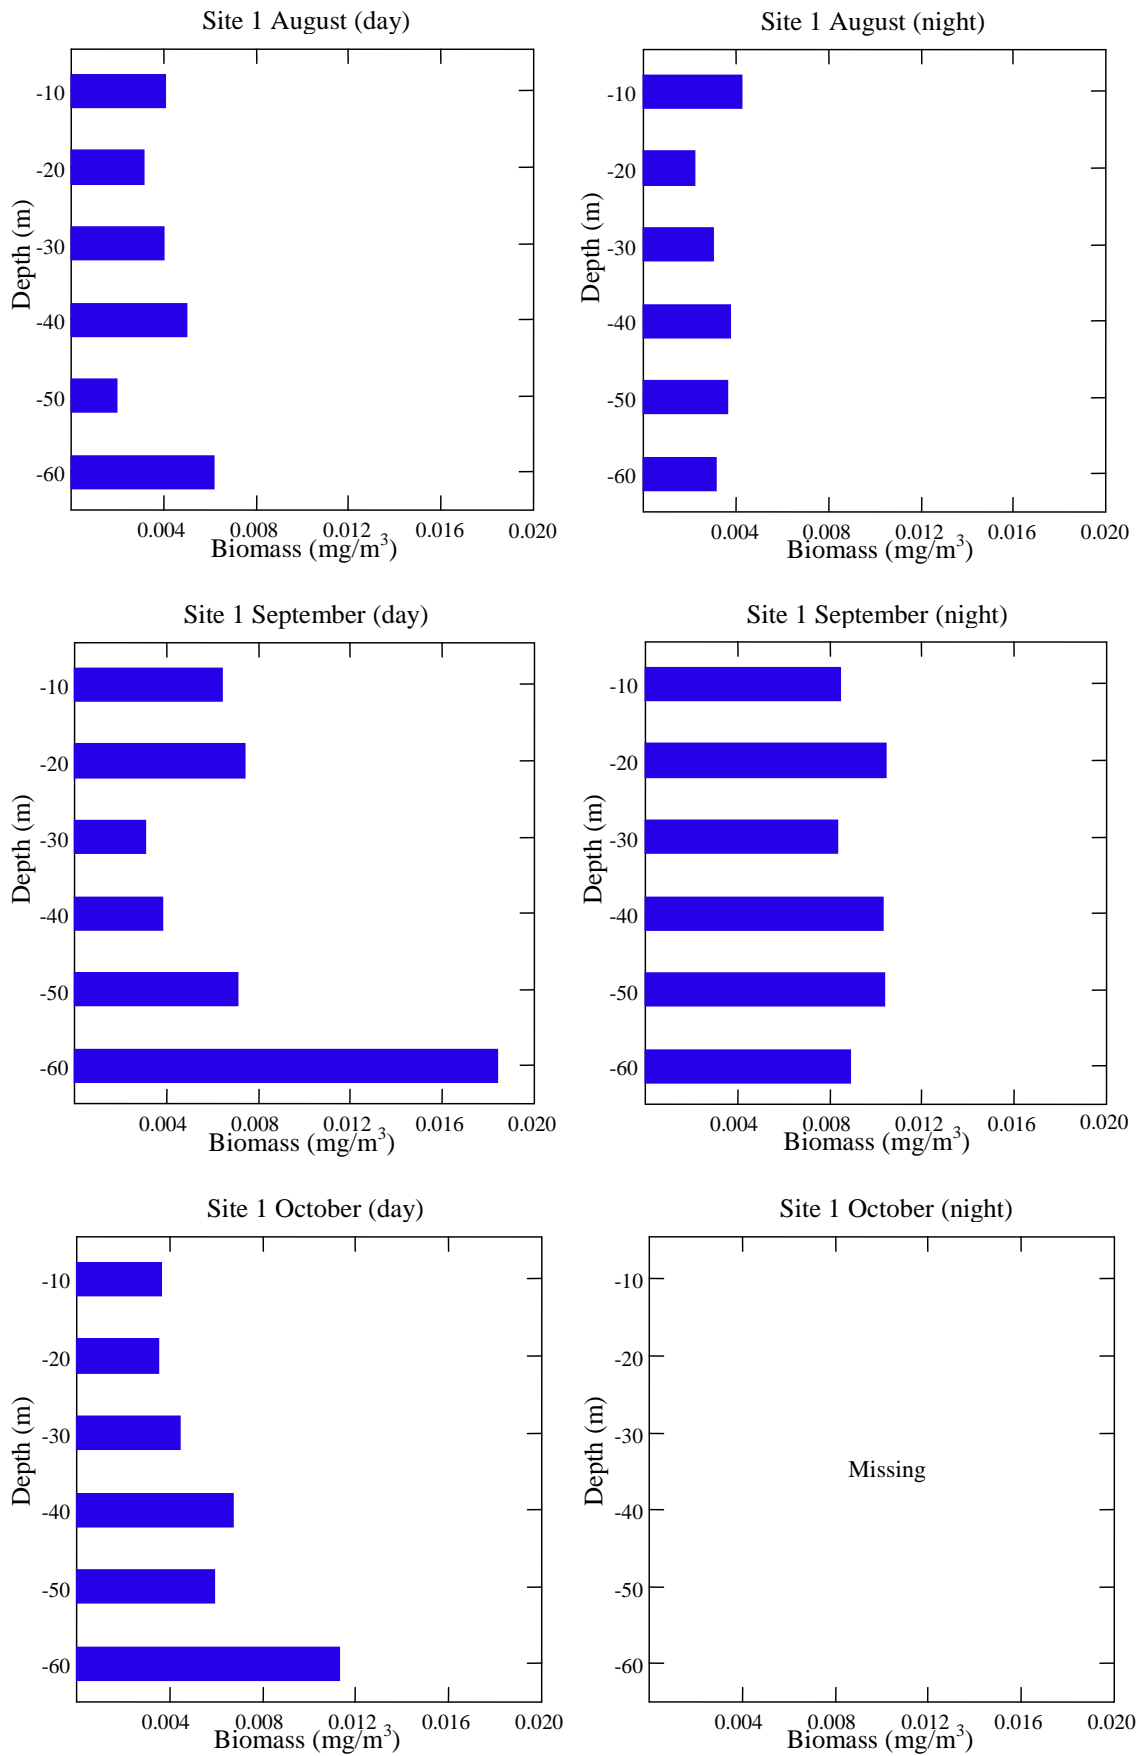 Site 1 August (day)
-10
-20
-30
-40
-50
-60
Depth (m)
0.004 0.008 0.012 0.016 0.020
Biomass (mg/m³)
Site 1 August (night)
-10
-20
-30
-40
-50
-60
Depth (m)
0.004 0.008 0.012 0.016 0.020
Biomass (mg/m³)
Site 1 September (day)
-10
-20
-30
-40
-50
-60
Depth (m)
0.004 0.008 0.012 0.016 0.020
Biomass (mg/m³)
Site 1 September (night)
-10
-20
-30
-40
-50
-60
Depth (m)
0.004 0.008 0.012 0.016 0.020
Biomass (mg/m³)
Site 1 October (day)
-10
-20
-30
-40
-50
-60
Depth (m)
0.004 0.008 0.012 0.016 0.020
Biomass (mg/m³)
Site 1 October (night)
-10
-20
-30
-40
-50
-60
Depth (m)
Missing
0.004 0.008 0.012 0.016 0.020
Biomass (mg/m³)